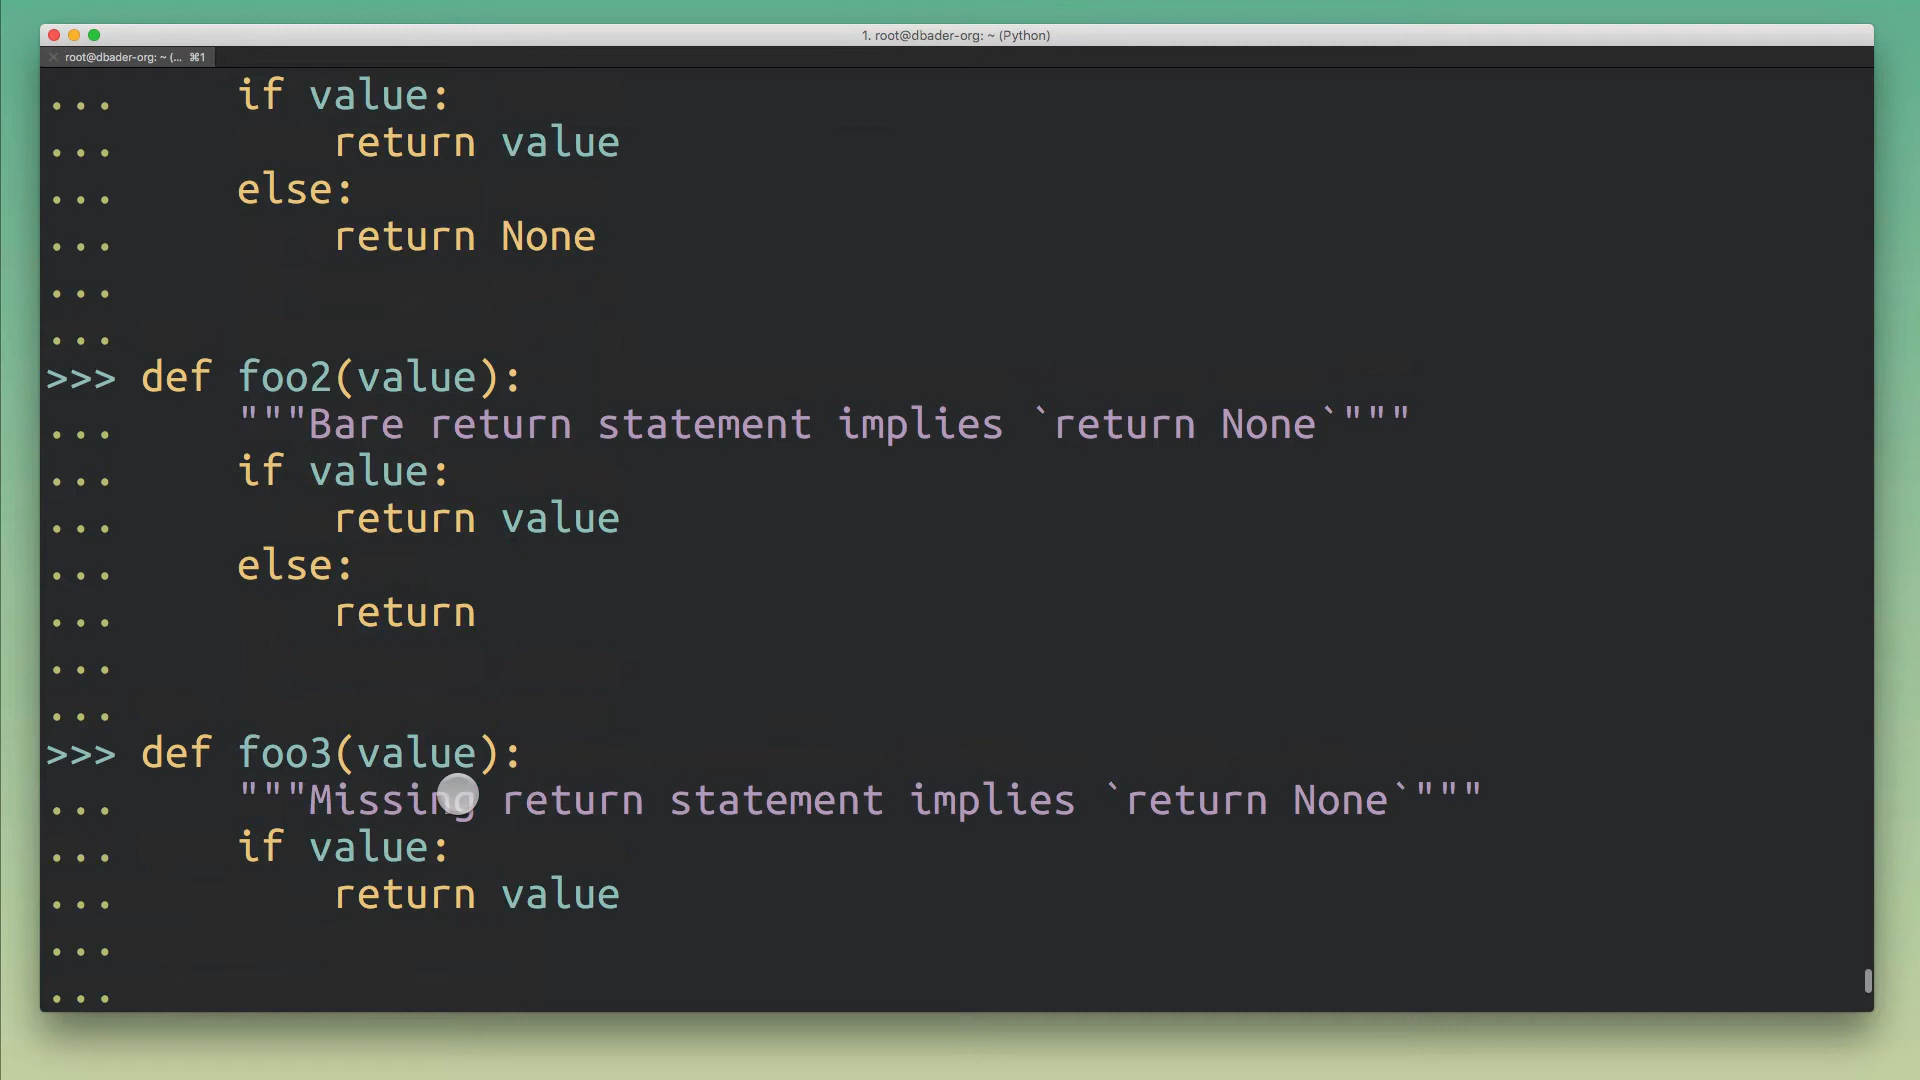 1. root@dbader-org: ~ (Python)
root@dbader-org: ~ (... ⌘1
...     if value:
...         return value
...     else:
...         return None
...
...
>>> def foo2(value):
...     """Bare return statement implies `return None`"""
...     if value:
...         return value
...     else:
...         return
...
...
>>> def foo3(value):
...     """Missing return statement implies `return None`"""
...     if value:
...         return value
...
...